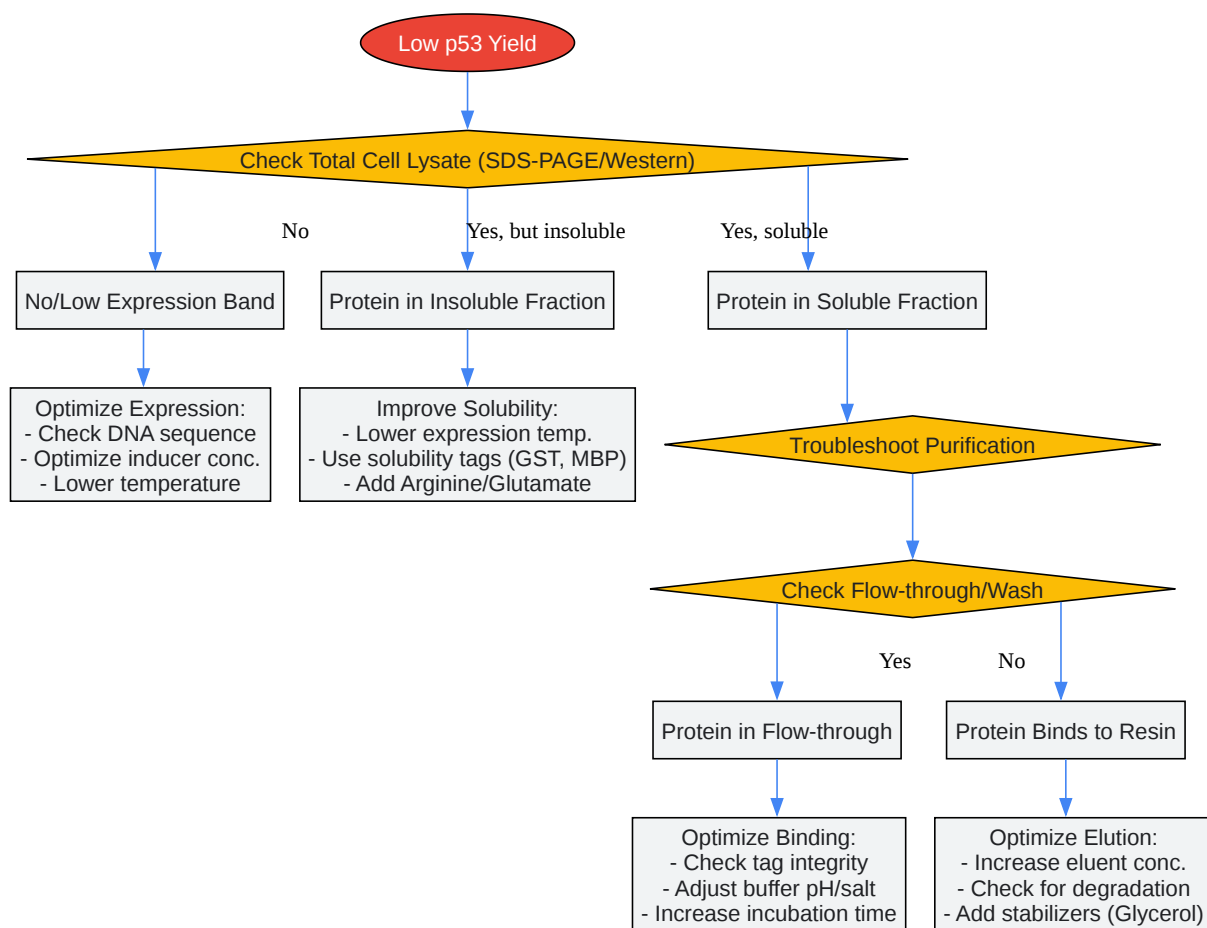 Low p53 Yield
Check Total Cell Lysate (SDS-PAGE/Western)
No
Yes, but insoluble
Yes, soluble
No/Low Expression Band
Protein in Insoluble Fraction
Protein in Soluble Fraction
Optimize Expression:
- Check DNA sequence
- Optimize inducer conc.
- Lower temperature
Improve Solubility:
- Lower expression temp.
- Use solubility tags (GST, MBP)
- Add Arginine/Glutamate
Troubleshoot Purification
Check Flow-through/Wash
Yes
No
Protein in Flow-through
Protein Binds to Resin
Optimize Binding:
- Check tag integrity
- Adjust buffer pH/salt
- Increase incubation time
Optimize Elution:
- Increase eluent conc.
- Check for degradation
- Add stabilizers (Glycerol)